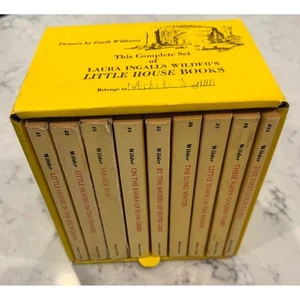 Pictures by Garth Williams
This Complete Set
of
LAURA INGALLS WILDER'S
LITTLE HOUSE BOOKS
Belongs to
Wilder LITTLE HOUSE IN THE BIG WOODS
Wilder LITTLE HOUSE ON THE PRAIRIE
Wilder FARMER BOY
Wilder ON THE BANKS OF PLUM CREEK
Wilder BY THE SHORES OF SILVER LAKE
Wilder THE LONG WINTER
Wilder LITTLE TOWN ON THE PRAIRIE
Wilder THESE HAPPY GOLDEN YEARS
Wilder THE FIRST FOUR YEARS